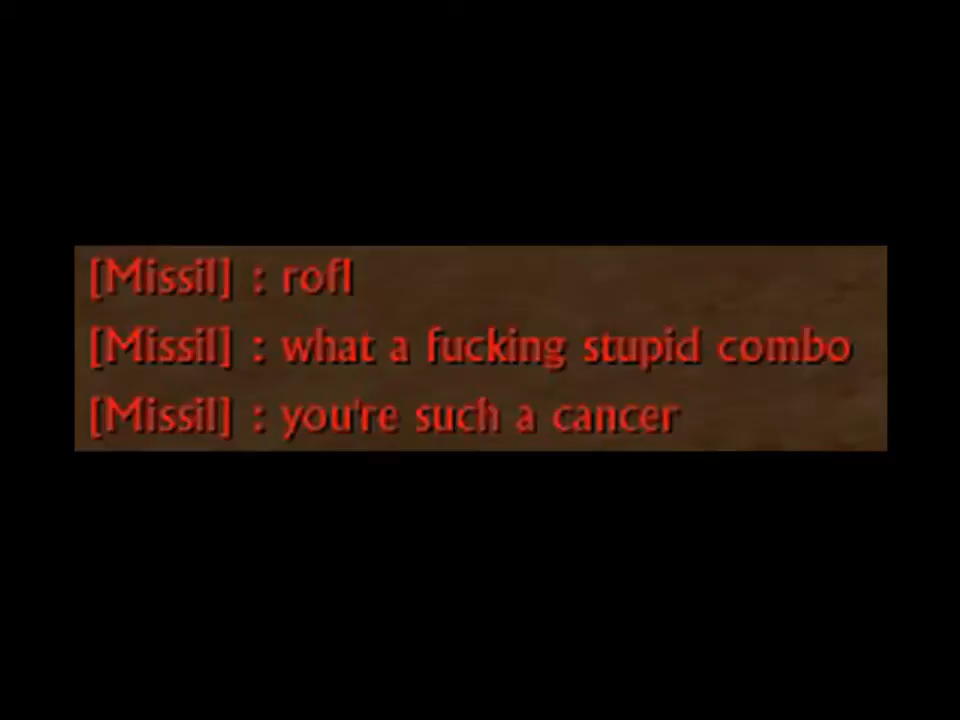 [Missil] : rofl
[Missil] : what a fucking stupid combo
[Missil] : you're such a cancer